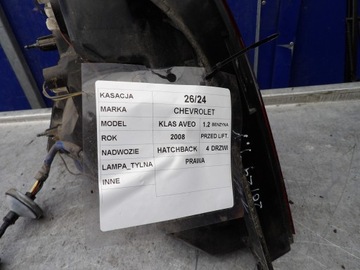 KASACJA 26/24
MARKA CHEVROLET
MODEL KLAS AVEO 1.2 BENZYNA
ROK 2008 PRZED LIFT.
NADWOZIE HATCHBACK 4 DRZWI
LAMPA_TYLNA PRAWA
INNE